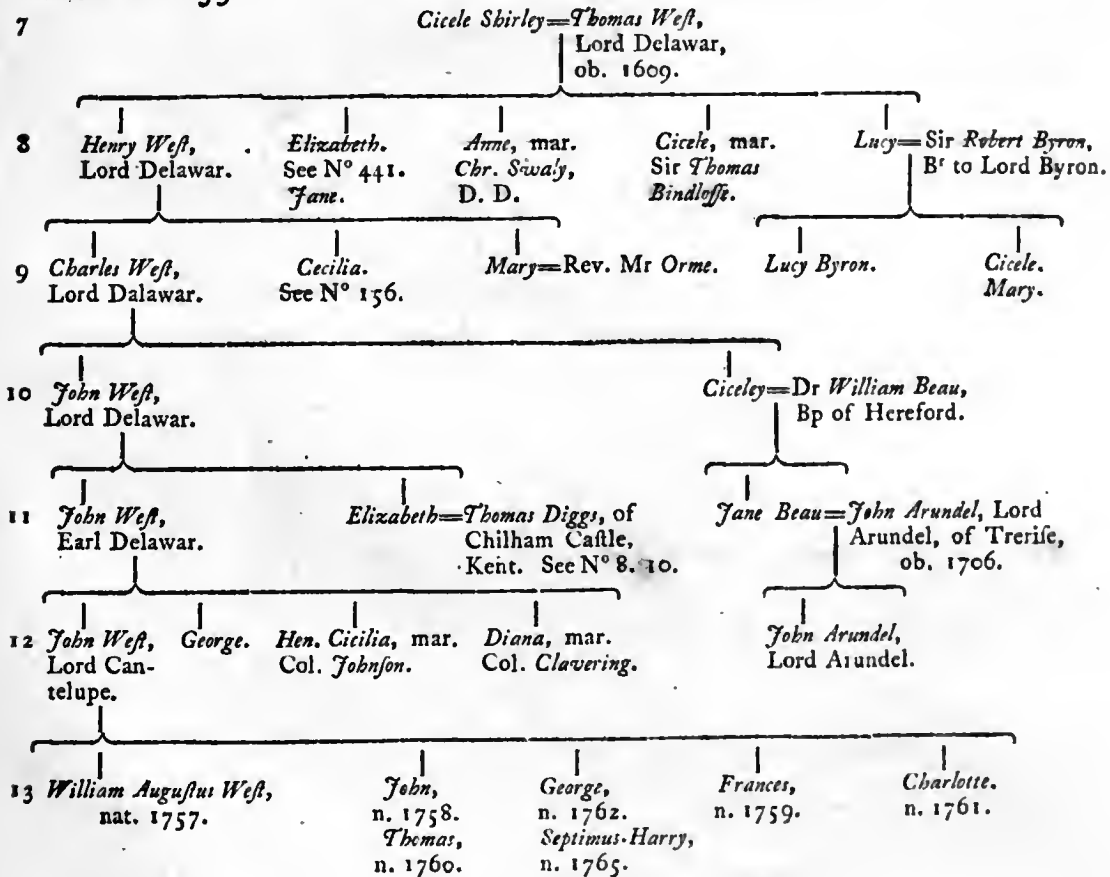 7 Cicele Shirley=Thomas Weſt,
Lord Delawar,
ob. 1609.
8 Henry Weſt,
Lord Delawar.
Elizabeth.
See N° 441.
Jane.
Anne, mar.
Chr. Swaly,
D. D.
Cicele, mar.
Sir Thomas
Bindloſſe.
Lucy=Sir Robert Byron,
Bʳ to Lord Byron.
9 Charles Weſt,
Lord Dalawar.
Cecilia.
See N° 156.
Mary=Rev. Mr Orme.
Lucy Byron.
Cicele.
Mary.
10 John Weſt,
Lord Delawar.
Ciceley=Dr William Beau,
Bp of Hereford.
11 John Weſt,
Earl Delawar.
Elizabeth=Thomas Diggs, of
Chilham Caſtle,
Kent. See N° 8. 10.
Jane Beau=John Arundel, Lord
Arundel, of Treriſe,
ob. 1706.
12 John Weſt,
Lord Can-
telupe.
George.
Hen. Cicilia, mar.
Col. Johnſon.
Diana, mar.
Col. Clavering.
John Arundel,
Lord Arundel.
13 William Auguſtus Weſt,
nat. 1757.
John,
n. 1758.
Thomas,
n. 1760.
George,
n. 1762.
Septimus-Harry,
n. 1765.
Frances,
n. 1759.
Charlotte.
n. 1761.